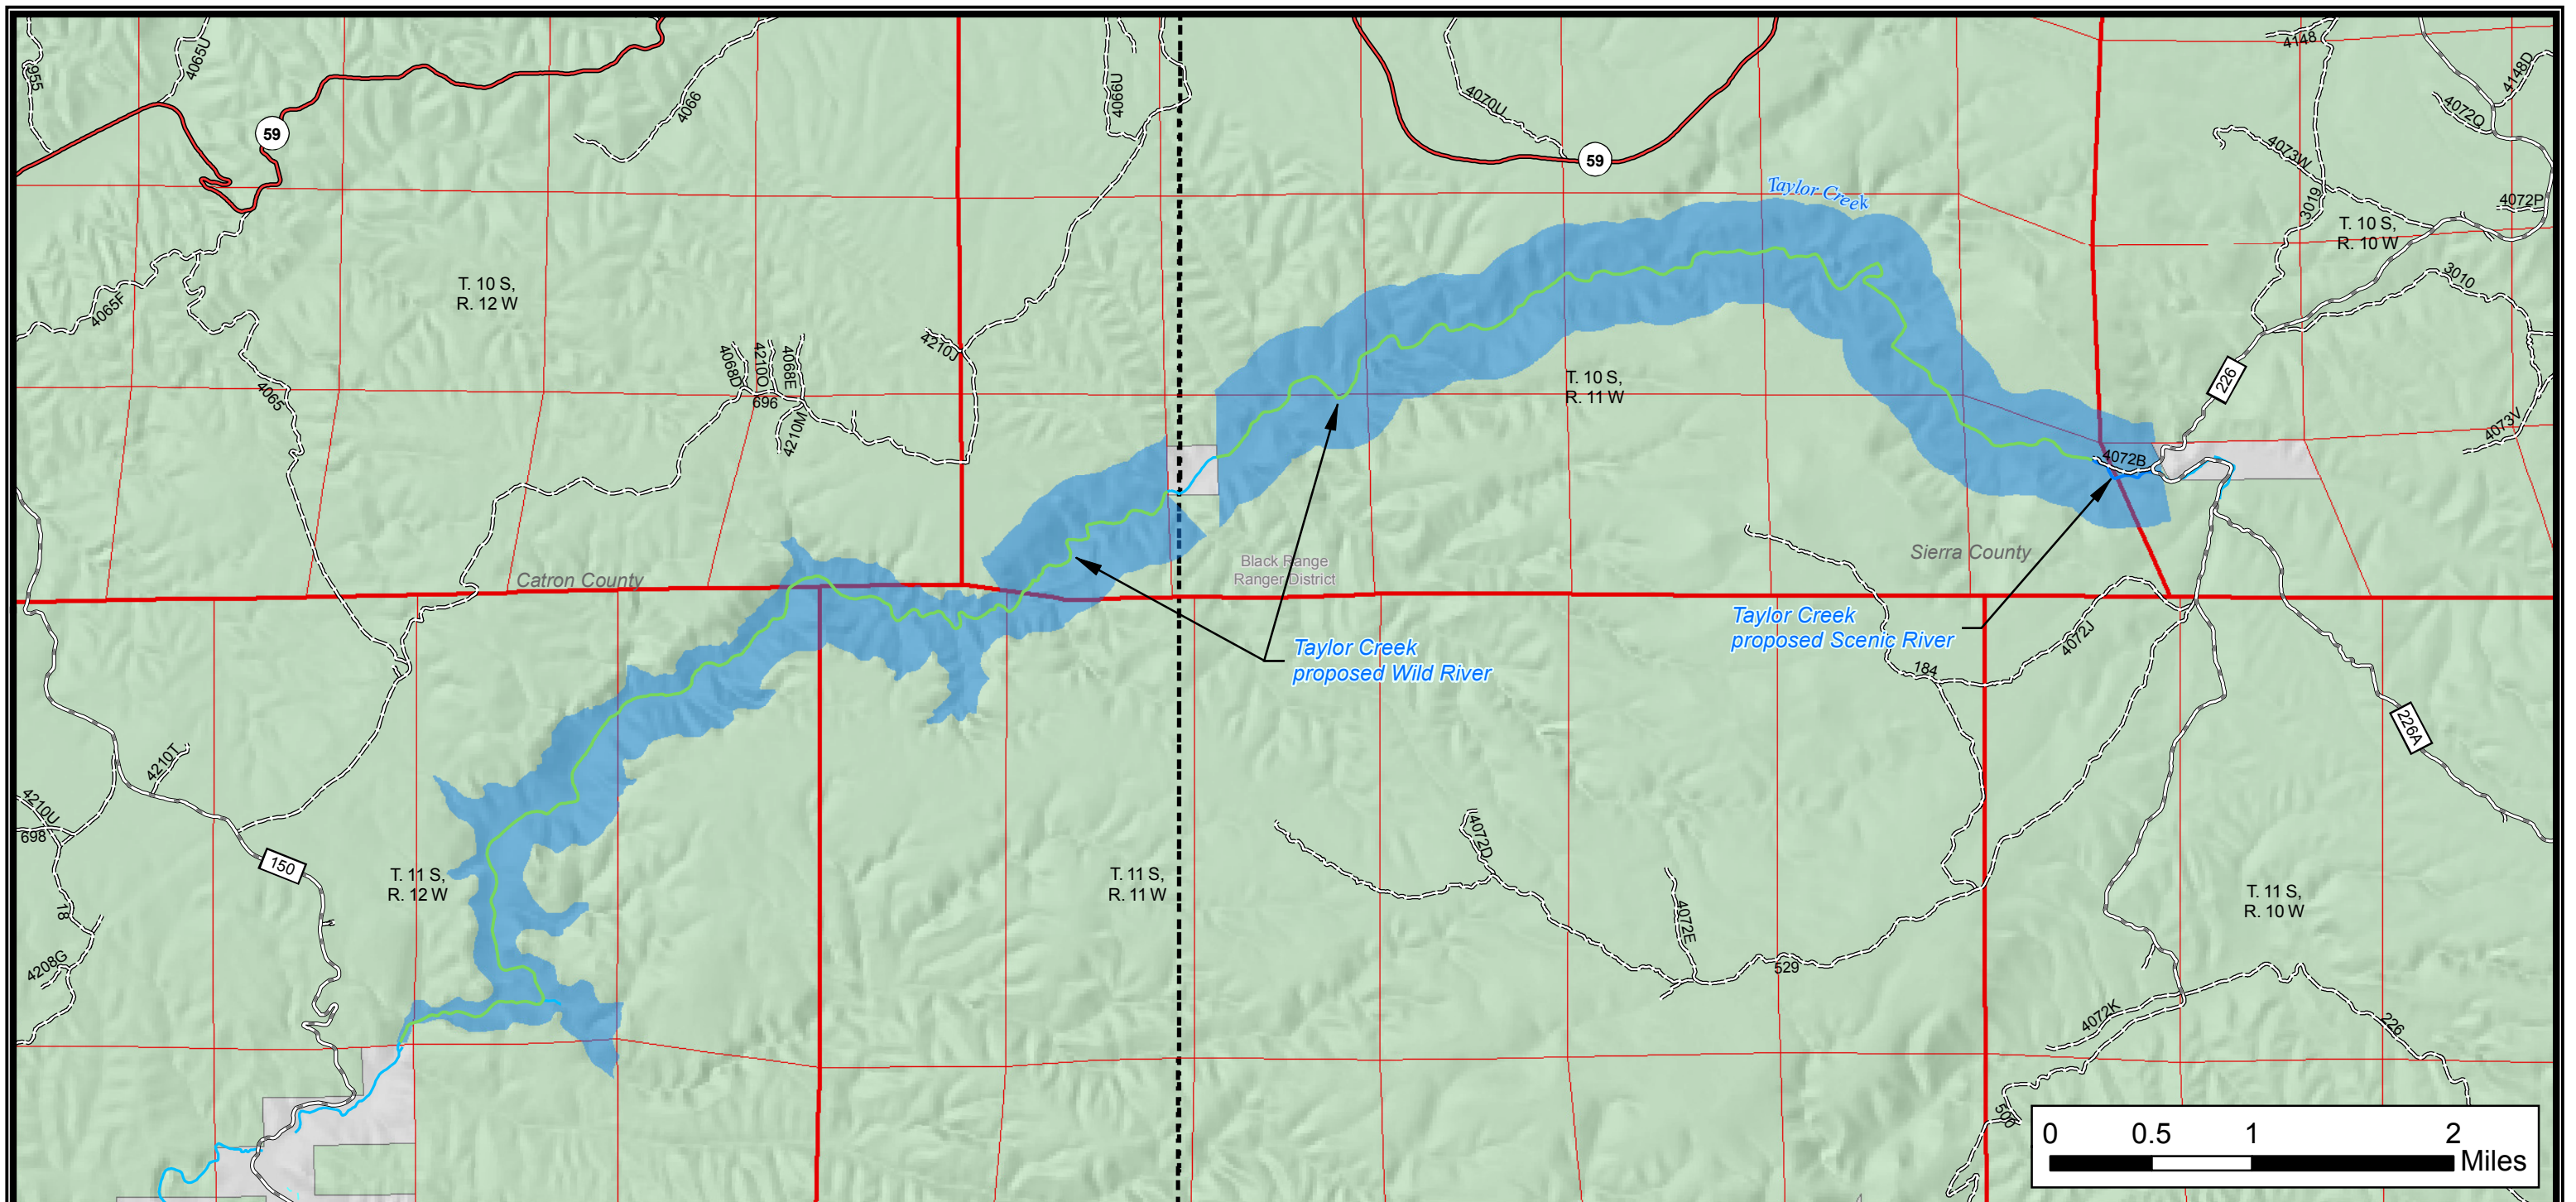 955
4065U
59
4066
4066U
4070U
59
4148
4148D
4072Q
4073W
4072P
3019
T. 10 S,
R. 10 W
Taylor Creek
3010
4065F
T. 10 S,
R. 12 W
4210J
4068D
4210O
4068E
696
4210M
4065
T. 10 S,
R. 11 W
226
4073V
4072B
Catron County
Black Range
Ranger District
Sierra County
Taylor Creek
proposed Wild River
Taylor Creek
proposed Scenic River
4072J
184
226A
4210T
4210U
698
150
18
4208G
T. 11 S,
R. 12 W
T. 11 S,
R. 11 W
4072D
4072E
529
T. 11 S,
R. 10 W
4072K
226
500
0 0.5 1 2
Miles